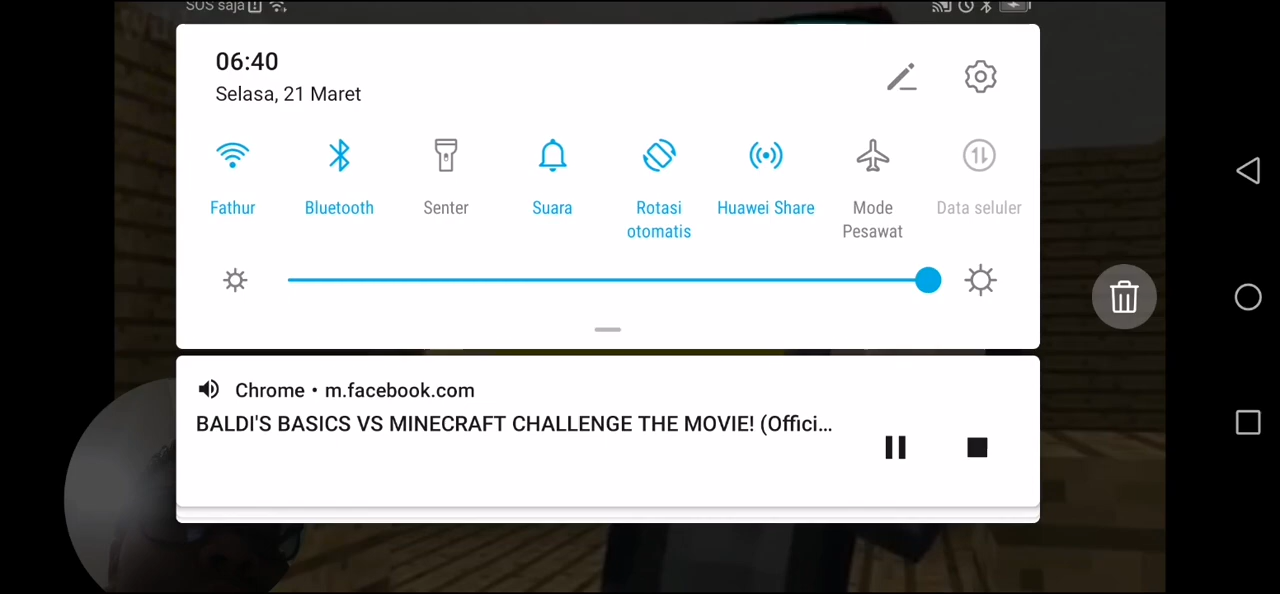 SOS saja
06:40
Selasa, 21 Maret
Fathur
Bluetooth
Senter
Suara
Rotasi
otomatis
Huawei Share
Mode
Pesawat
Data seluler
Chrome • m.facebook.com
BALDI'S BASICS VS MINECRAFT CHALLENGE THE MOVIE! (Offici...